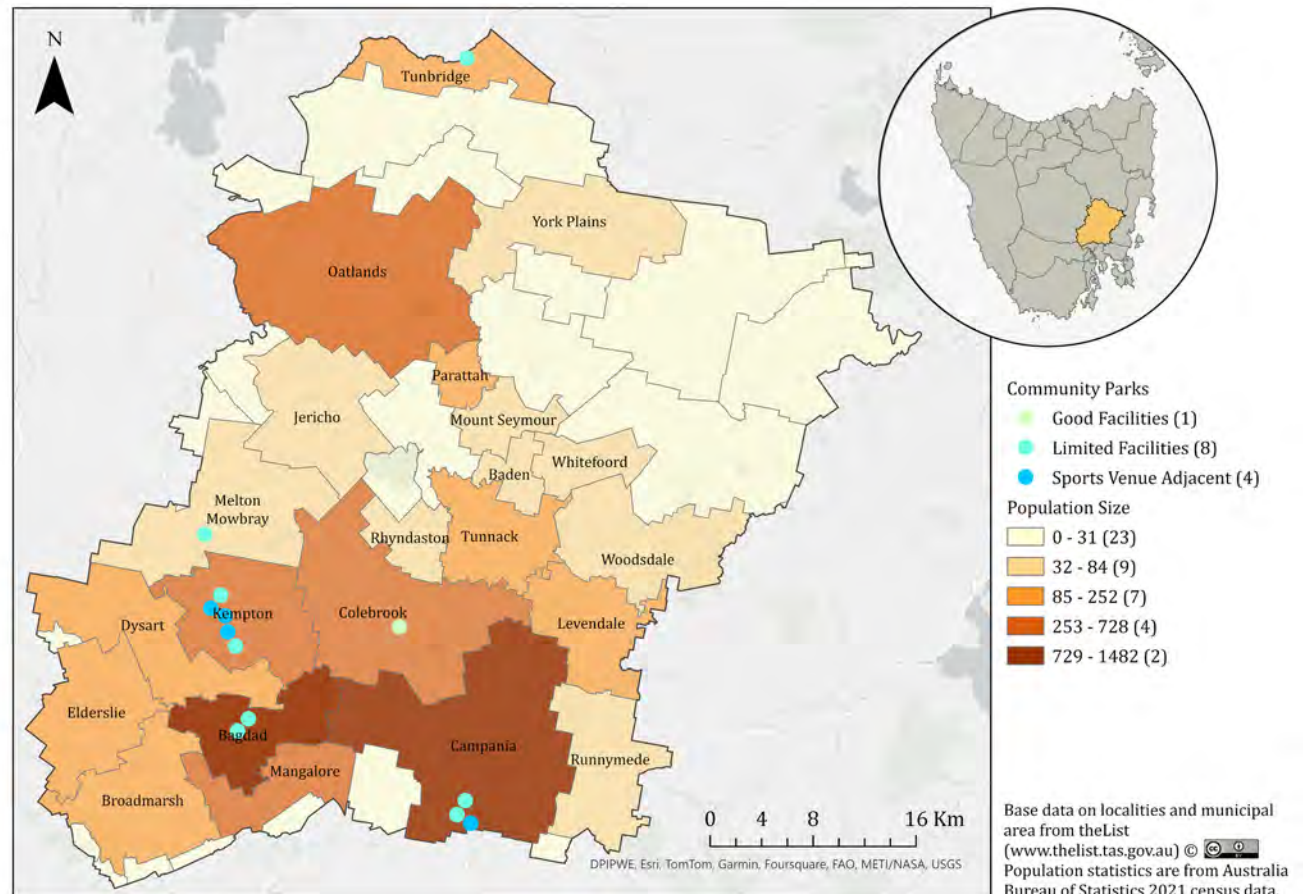 N
Tunbridge
York Plains
Oatlands
Parattah
Jericho
Mount Seymour
Whitefoord
Baden
Melton
Mowbray
Rhyndaston
Tunnack
Woodsdale
Kempton
Colebrook
Dysart
Levendale
Elderslie
Bagdad
Campania
Runnymede
Mangalore
Broadmarsh
0 4 8 16 Km
DPIPWE, Esri, TomTom, Garmin, Foursquare, FAO, METI/NASA, USGS
Community Parks
Good Facilities (1)
Limited Facilities (8)
Sports Venue Adjacent (4)
Population Size
0 - 31 (23)
32 - 84 (9)
85 - 252 (7)
253 - 728 (4)
729 - 1482 (2)
Base data on localities and municipal
area from theList
(www.thelist.tas.gov.au) © CC BY
Population statistics are from Australia
Bureau of Statistics 2021 census data